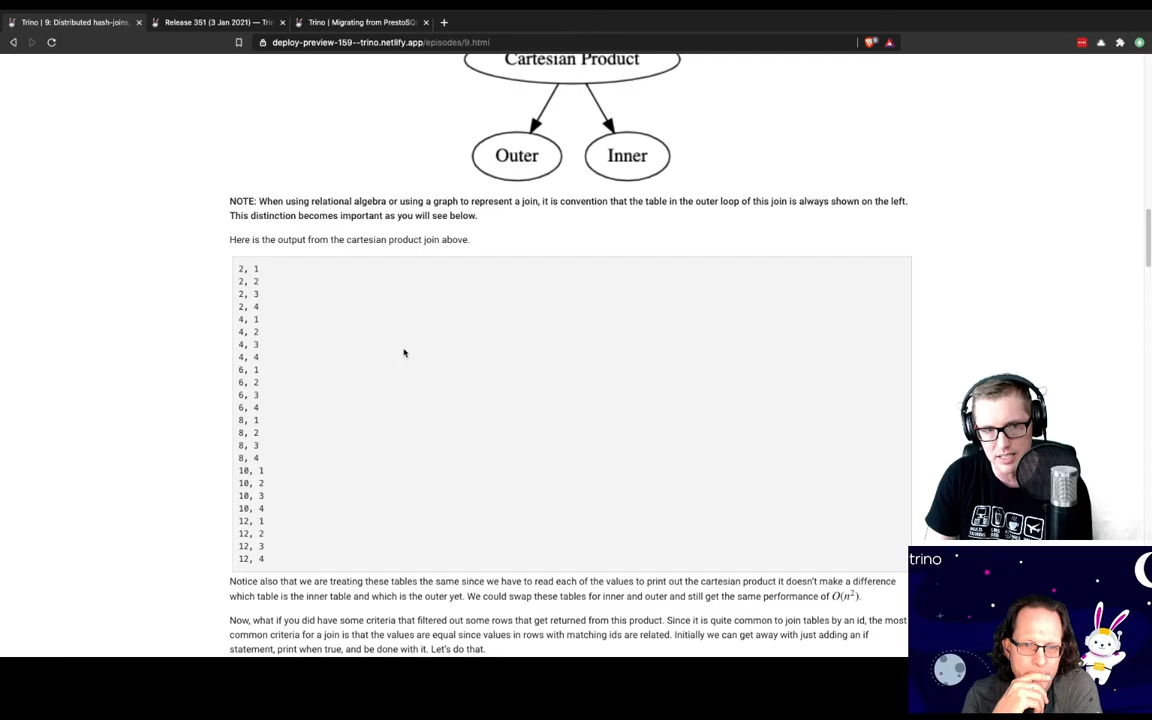 Trino | 9: Distributed hash-joins,
Release 351 (3 Jan 2021) — Trin
Trino | Migrating from PrestoSQ
deploy-preview-159--trino.netlify.app/episodes/9.html
Cartesian Product
Outer
Inner
NOTE: When using relational algebra or using a graph to represent a join, it is convention that the table in the outer loop of this join is always shown on the left.
This distinction becomes important as you will see below.
Here is the output from the cartesian product join above.
2, 1
2, 2
2, 3
2, 4
4, 1
4, 2
4, 3
4, 4
6, 1
6, 2
6, 3
6, 4
8, 1
8, 2
8, 3
8, 4
10, 1
10, 2
10, 3
10, 4
12, 1
12, 2
12, 3
12, 4
Notice also that we are treating these tables the same since we have to read each of the values to print out the cartesian product it doesn't make a difference
which table is the inner table and which is the outer yet. We could swap these tables for inner and outer and still get the same performance of O(n²).
Now, what if you did have some criteria that filtered out some rows that get returned from this product. Since it is quite common to join tables by an id, the most
common criteria for a join is that the values are equal since values in rows with matching ids are related. Initially we can get away with just adding an if
statement, print when true, and be done with it. Let's do that.
trino